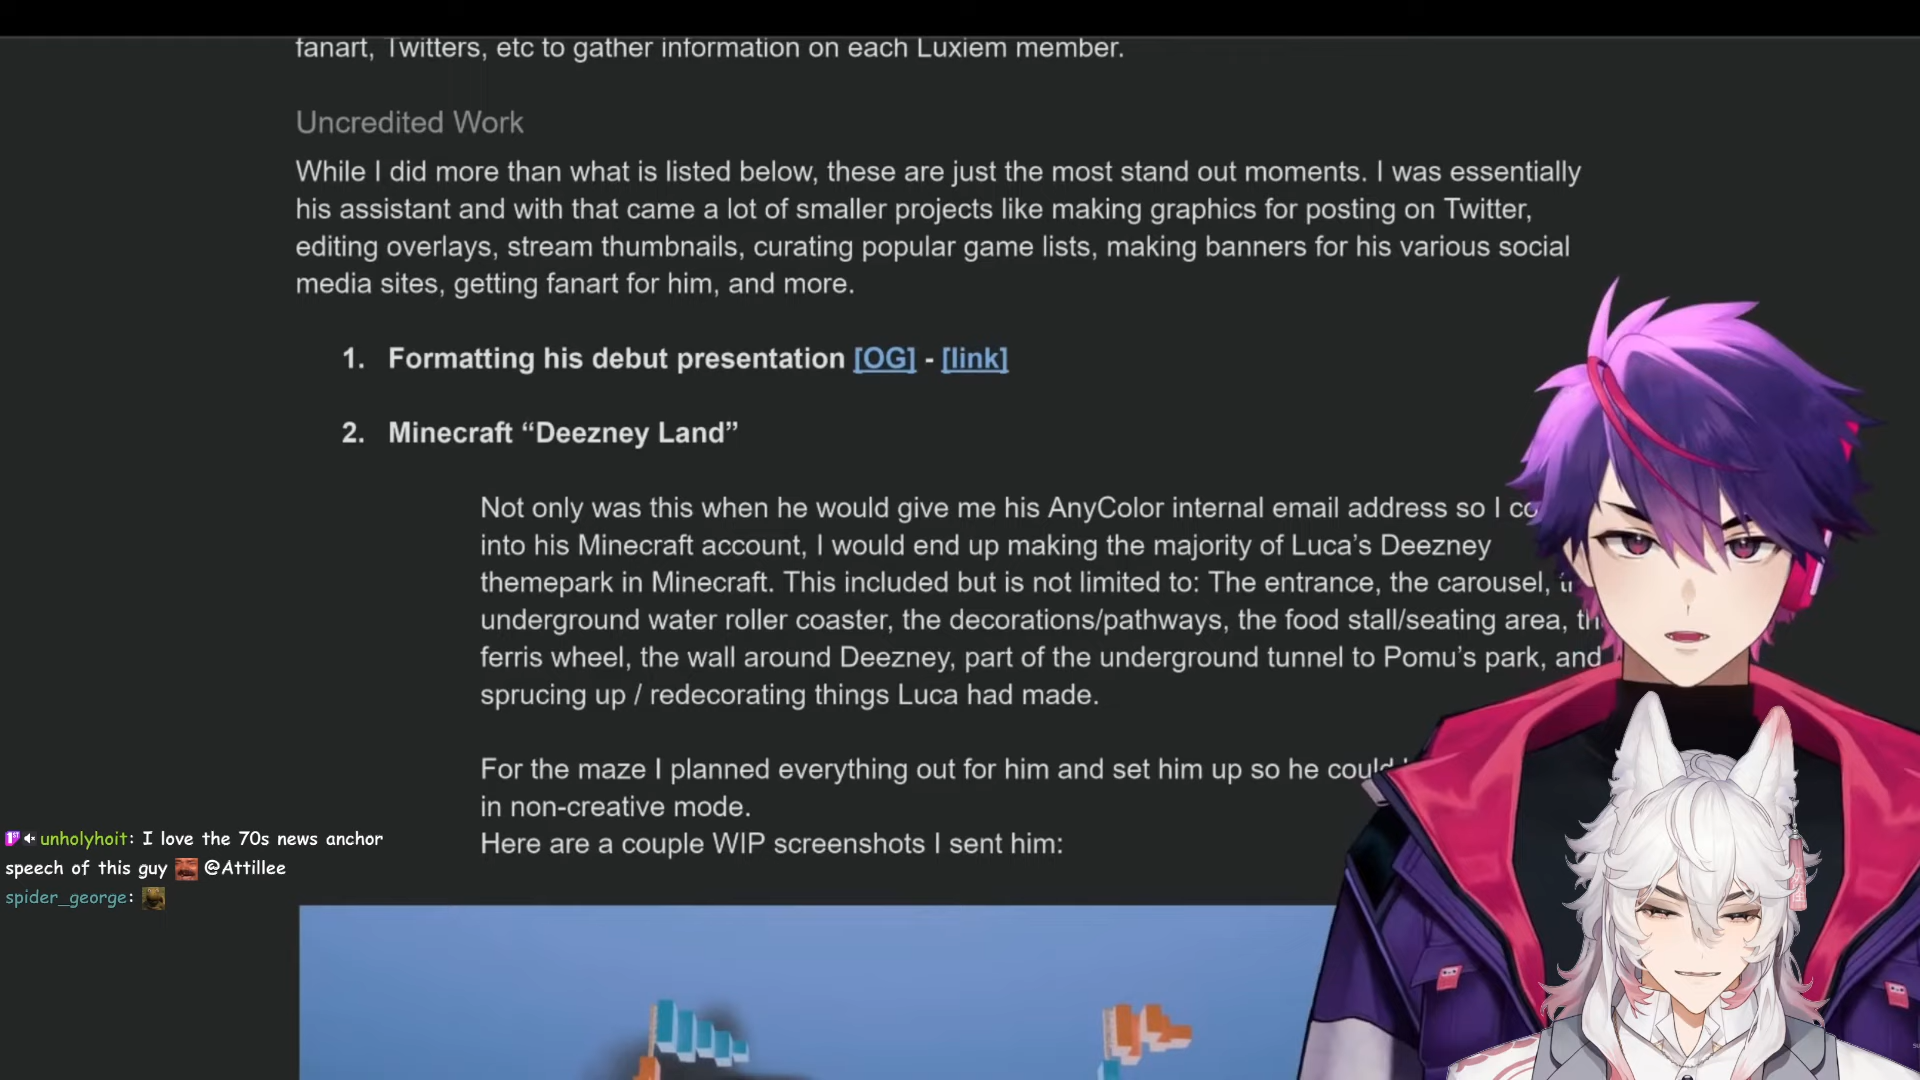 fanart, Twitters, etc to gather information on each Luxiem member.
Uncredited Work
While I did more than what is listed below, these are just the most stand out moments. I was essentially
his assistant and with that came a lot of smaller projects like making graphics for posting on Twitter,
editing overlays, stream thumbnails, curating popular game lists, making banners for his various social
media sites, getting fanart for him, and more.
1. Formatting his debut presentation [OG] - [link]
2. Minecraft “Deezney Land”
Not only was this when he would give me his AnyColor internal email address so I
into his Minecraft account, I would end up making the majority of Luca’s Deezney
themepark in Minecraft. This included but is not limited to: The entrance, the carousel,
underground water roller coaster, the decorations/pathways, the food stall/seating area,
ferris wheel, the wall around Deezney, part of the underground tunnel to Pomu’s park, and
sprucing up / redecorating things Luca had made.
For the maze I planned everything out for him and set him up so he could
in non-creative mode.
Here are a couple WIP screenshots I sent him:
unholyhoit: I love the 70s news anchor
speech of this guy @Attillee
spider_george: